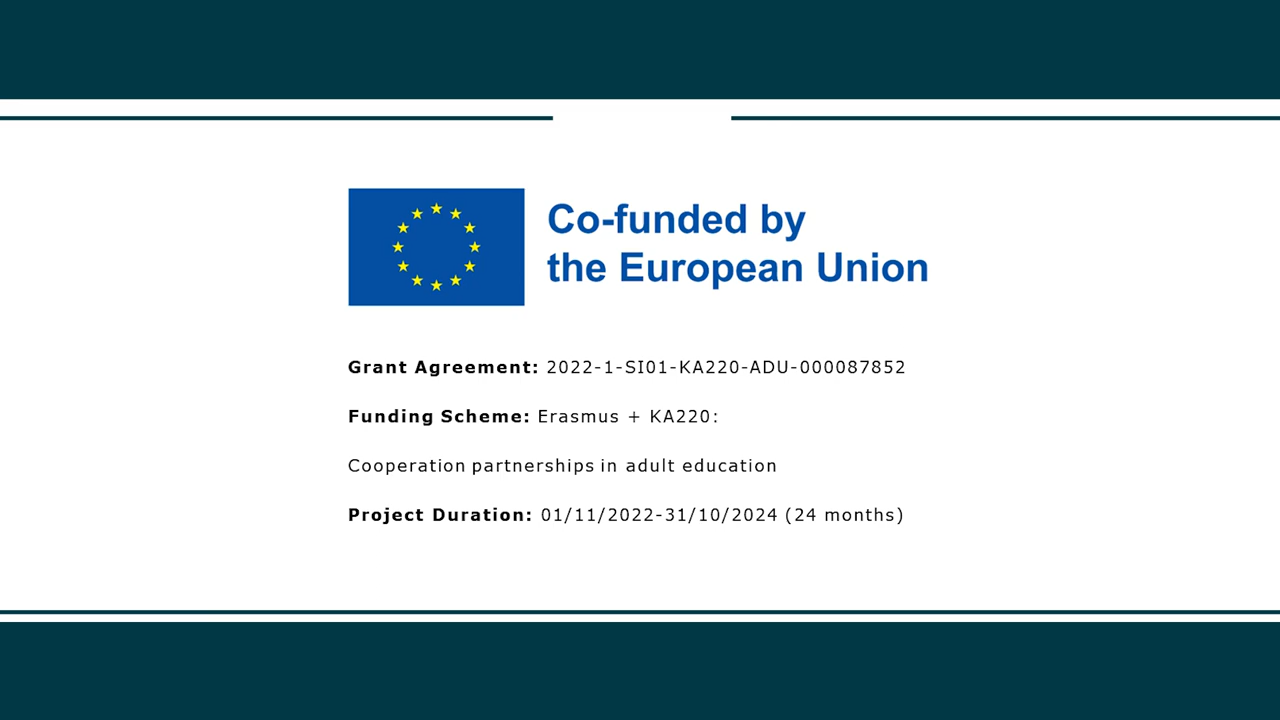 Co-funded by
the European Union
Grant Agreement: 2022-1-SI01-KA220-ADU-000087852
Funding Scheme: Erasmus + KA220:
Cooperation partnerships in adult education
Project Duration: 01/11/2022-31/10/2024 (24 months)